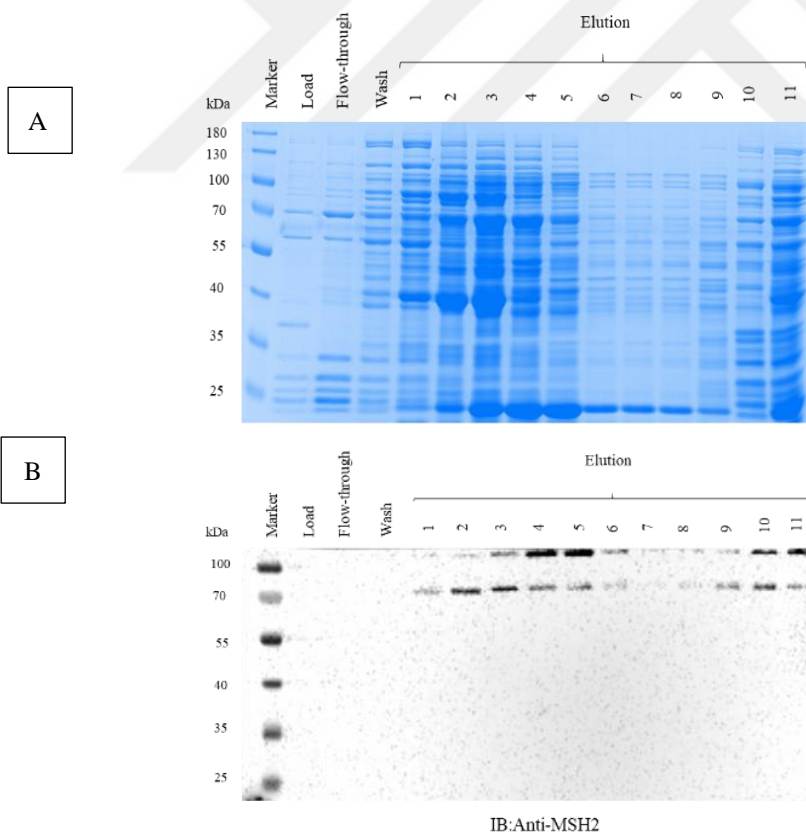 A
Elution
kDa
Marker
Load
Flow-through
Wash
1 2 3 4 5 6 7 8 9 10 11
180
130
100
70
55
40
35
25
B
Elution
kDa
Marker
Load
Flow-through
Wash
1 2 3 4 5 6 7 8 9 10 11
100
70
55
40
35
25
IB:Anti-MSH2